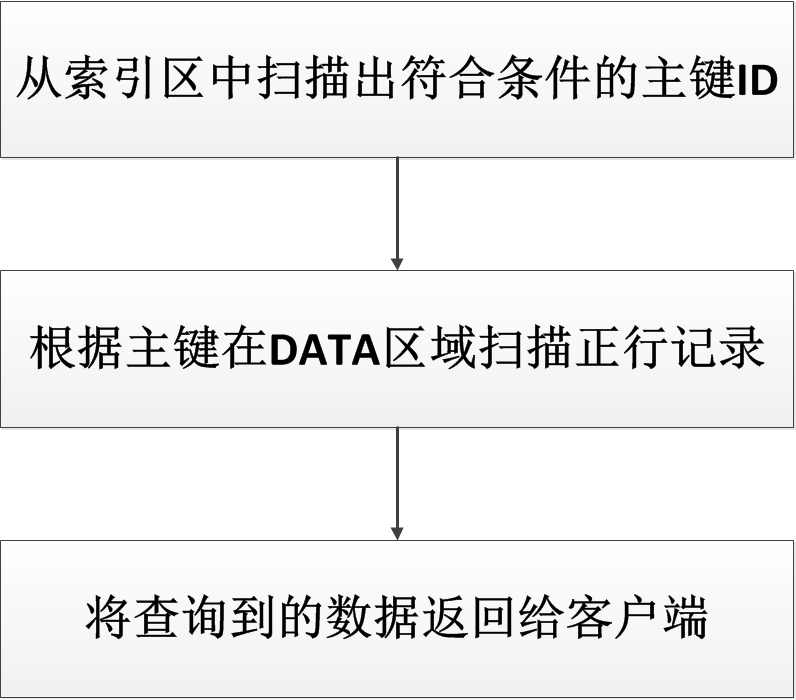 从索引区中扫描出符合条件的主键ID
根据主键在DATA区域扫描正行记录
将查询到的数据返回给客户端